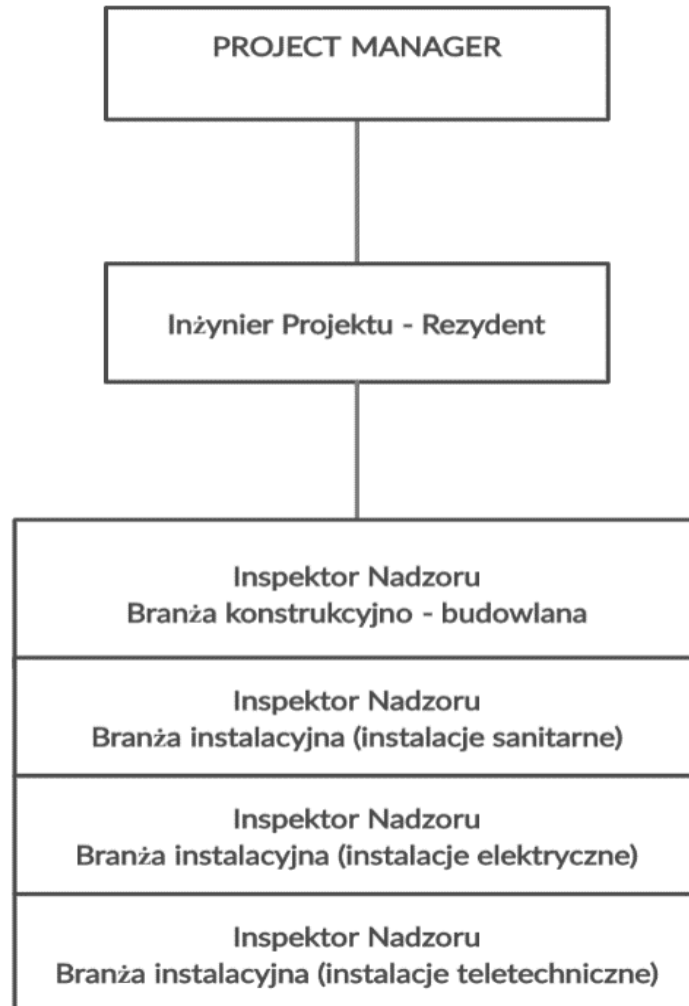 PROJECT MANAGER
Inżynier Projektu - Rezydent
Inspektor Nadzoru
Branża konstrukcyjno - budowlana
Inspektor Nadzoru
Branża instalacyjna (instalacje sanitarne)
Inspektor Nadzoru
Branża instalacyjna (instalacje elektryczne)
Inspektor Nadzoru
Branża instalacyjna (instalacje teletechniczne)